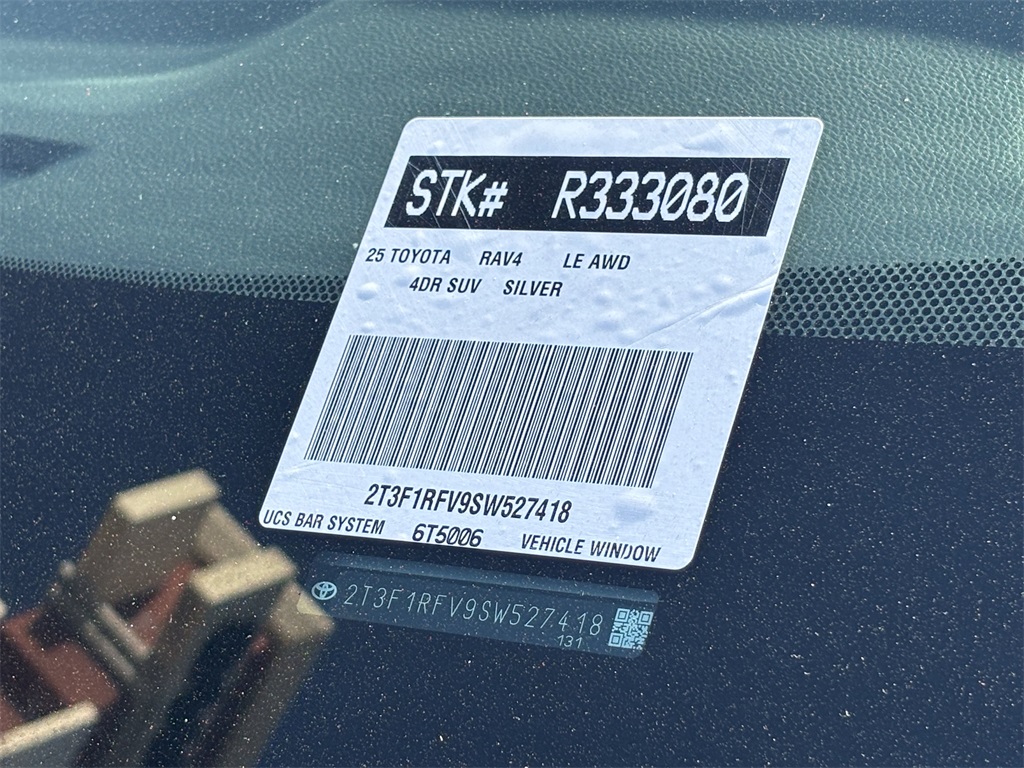 STK# R333080
25 TOYOTA RAV4 LE AWD
4DR SUV SILVER
2T3F1RFV9SW527418
UCS BAR SYSTEM 6T5006 VEHICLE WINDOW
2T3F1RFV9SW527418
131